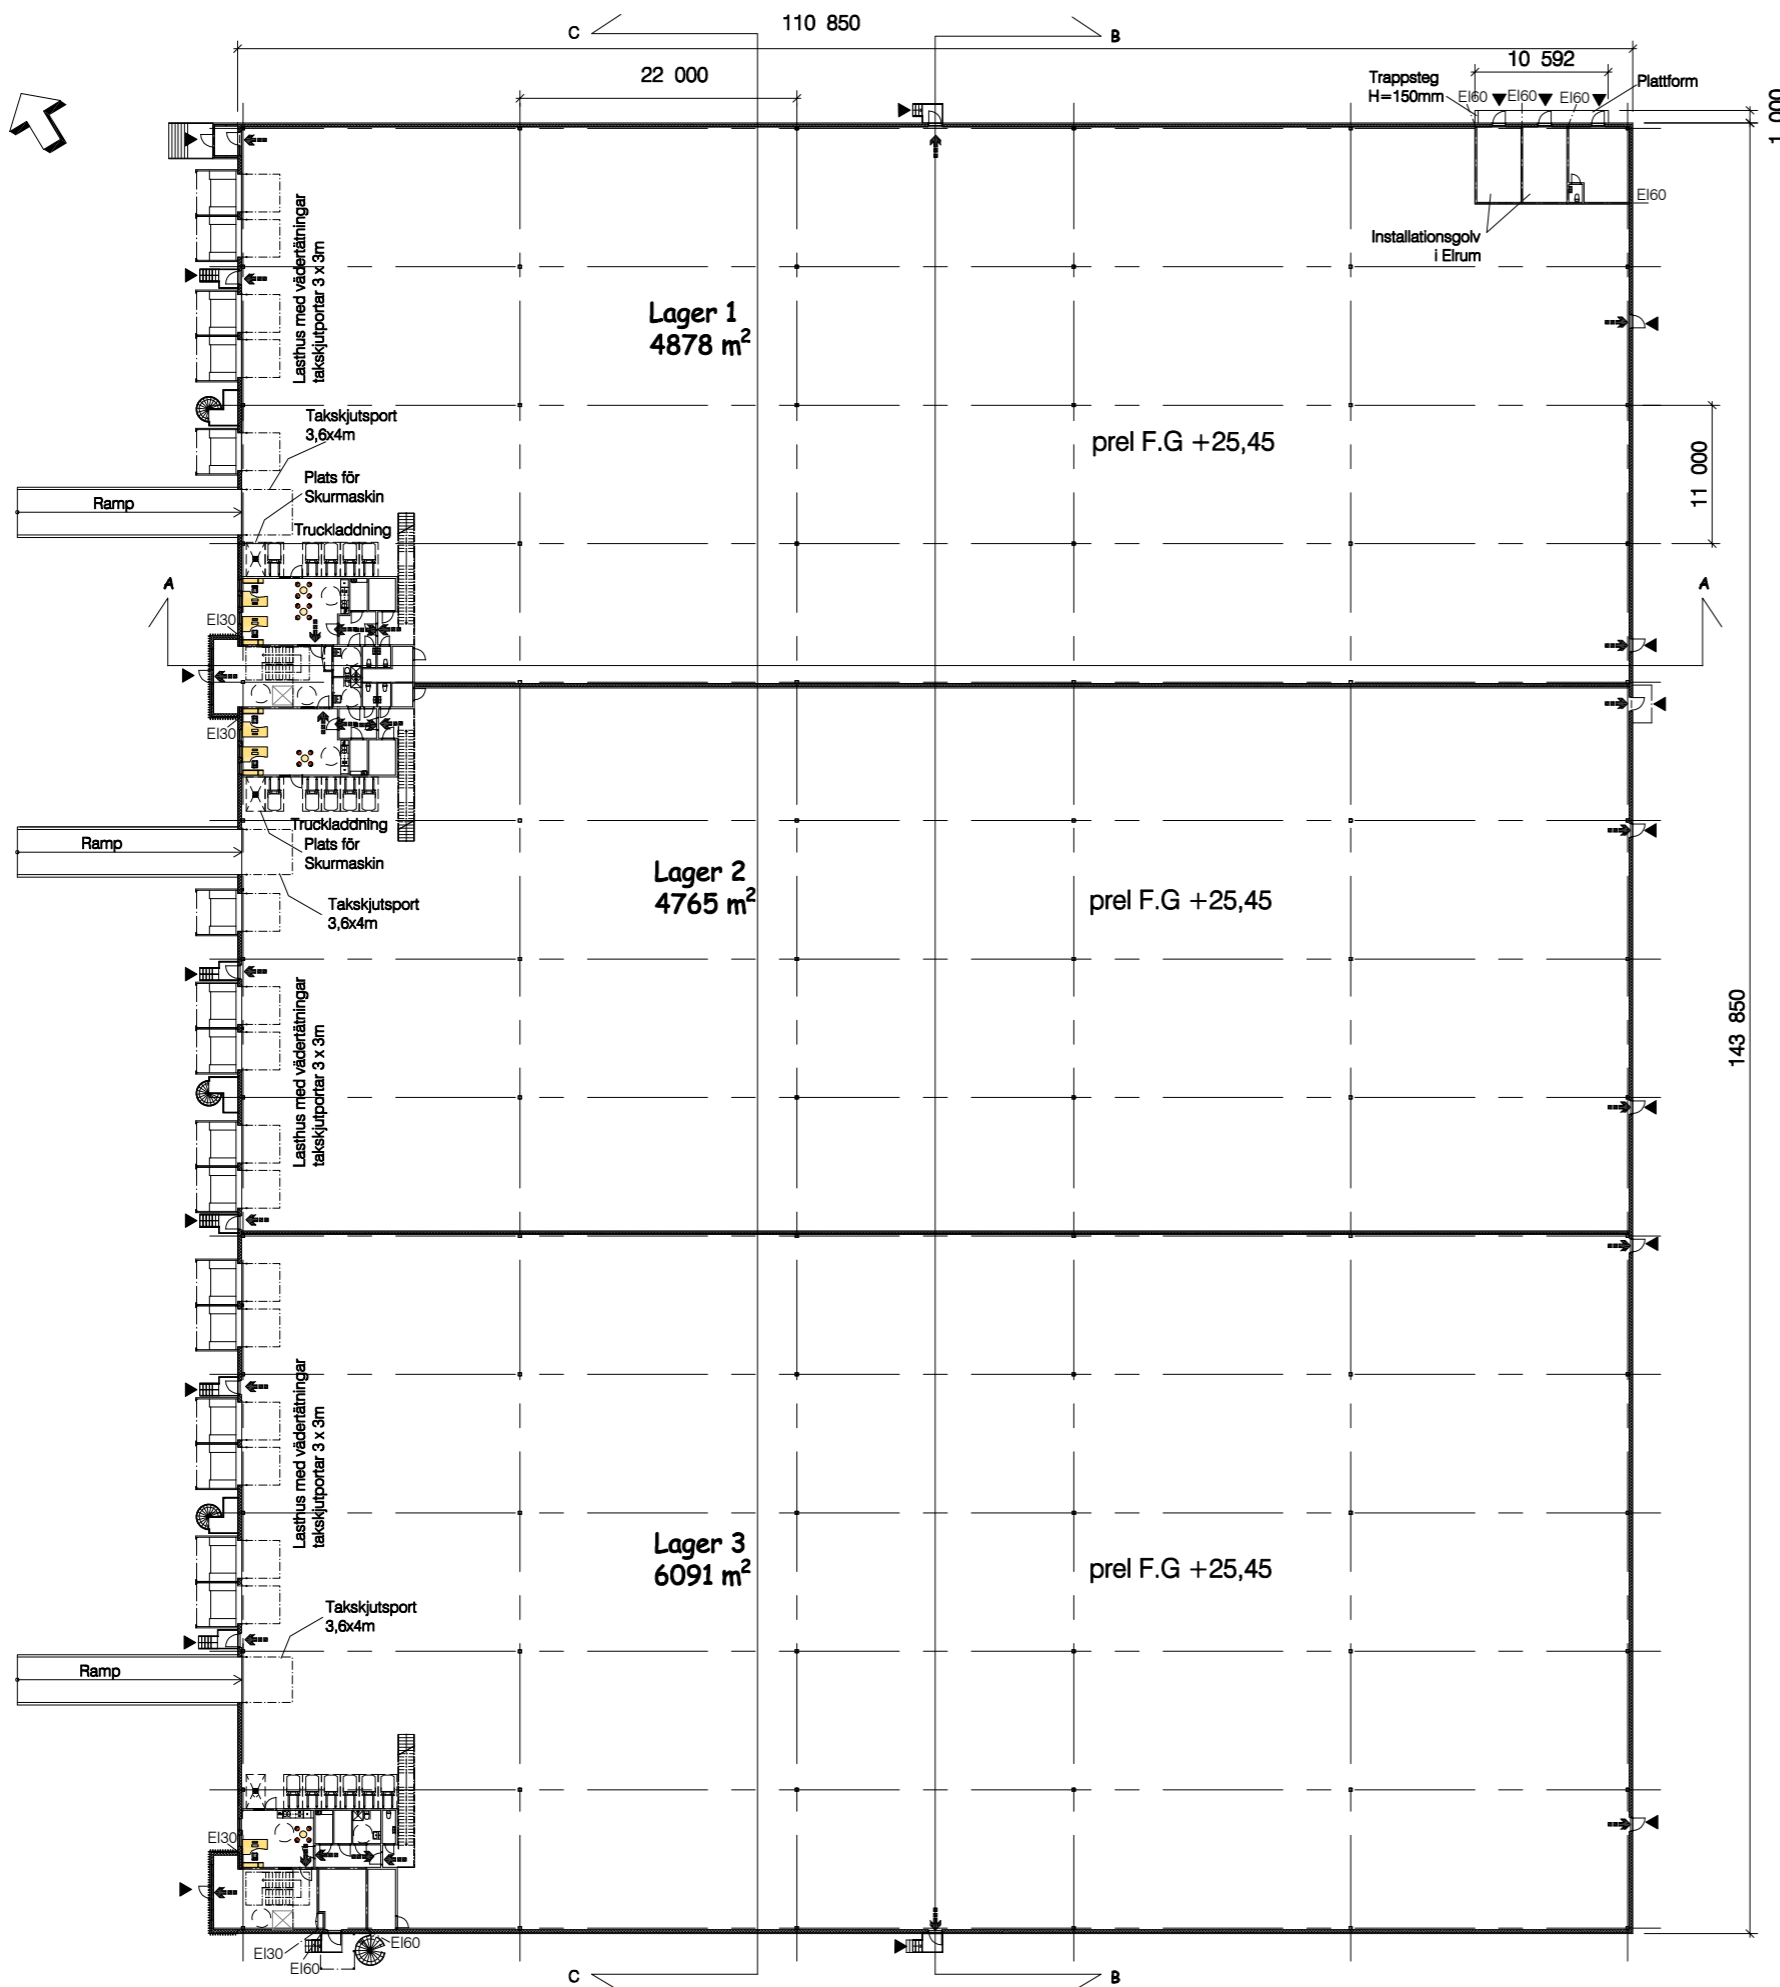 C
110 850
B
22 000
10 592
Trappsteg
H=150mm
EI60
EI60
EI60
Plattform
1 000
EI60
Installationsgolv
i Elrum
Lasthus med vädertätningar
takskjutportar 3 x 3m
Lager 1
4878 m²
Takskjutsport
3,6x4m
prel F.G +25,45
11 000
Plats för
Skurmaskin
Ramp
Truckladdning
A
A
EI30
EI30
Truckladdning
Plats för
Skurmaskin
Ramp
Lager 2
4765 m²
prel F.G +25,45
Takskjutsport
3,6x4m
Lasthus med vädertätningar
takskjutportar 3 x 3m
143 850
Lasthus med vädertätningar
takskjutportar 3 x 3m
Lager 3
6091 m²
prel F.G +25,45
Takskjutsport
3,6x4m
Ramp
EI30
EI30
EI60
EI60
C
B